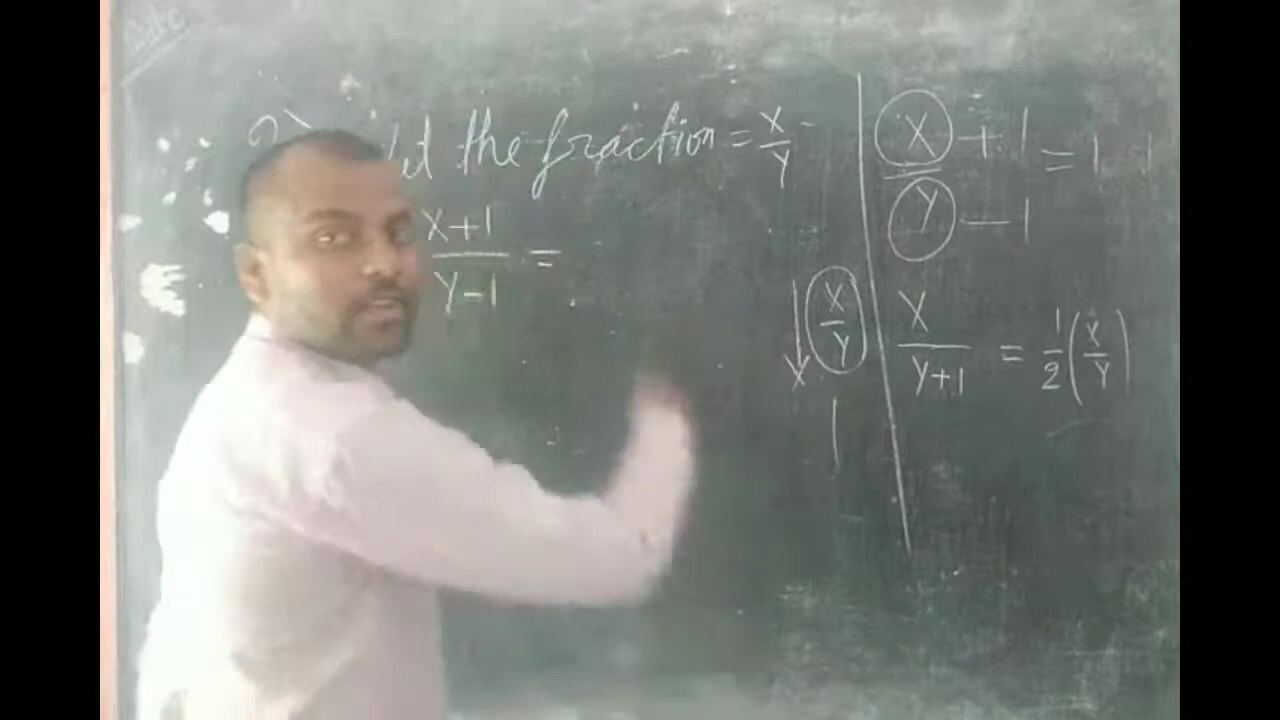 the fraction = X/Y
X+1
Y-1
=
X/Y
X + 1
Y - 1
= 1
X
Y+1
= 1/2 (X/Y)